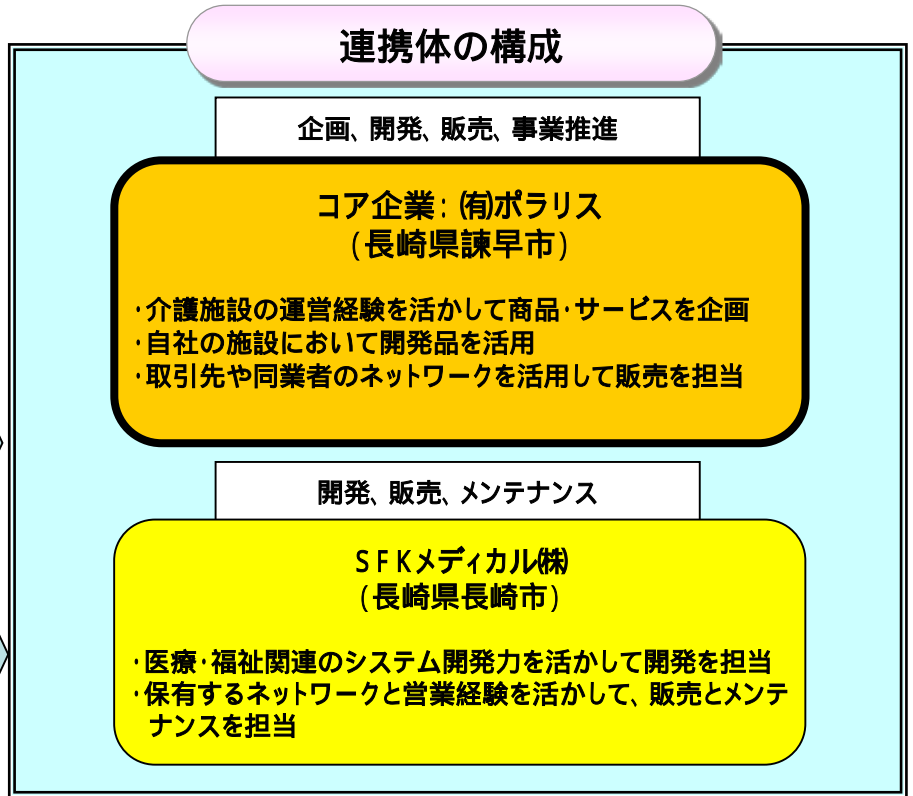 連携体の構成
企画、開発、販売、事業推進
コア企業：㈲ポラリス
（長崎県諫早市）
・介護施設の運営経験を活かして商品・サービスを企画
・自社の施設において開発品を活用
・取引先や同業者のネットワークを活用して販売を担当
開発、販売、メンテナンス
ＳＦＫメディカル㈱
（長崎県長崎市）
・医療・福祉関連のシステム開発力を活かして開発を担当
・保有するネットワークと営業経験を活かして、販売とメンテ
ナンスを担当